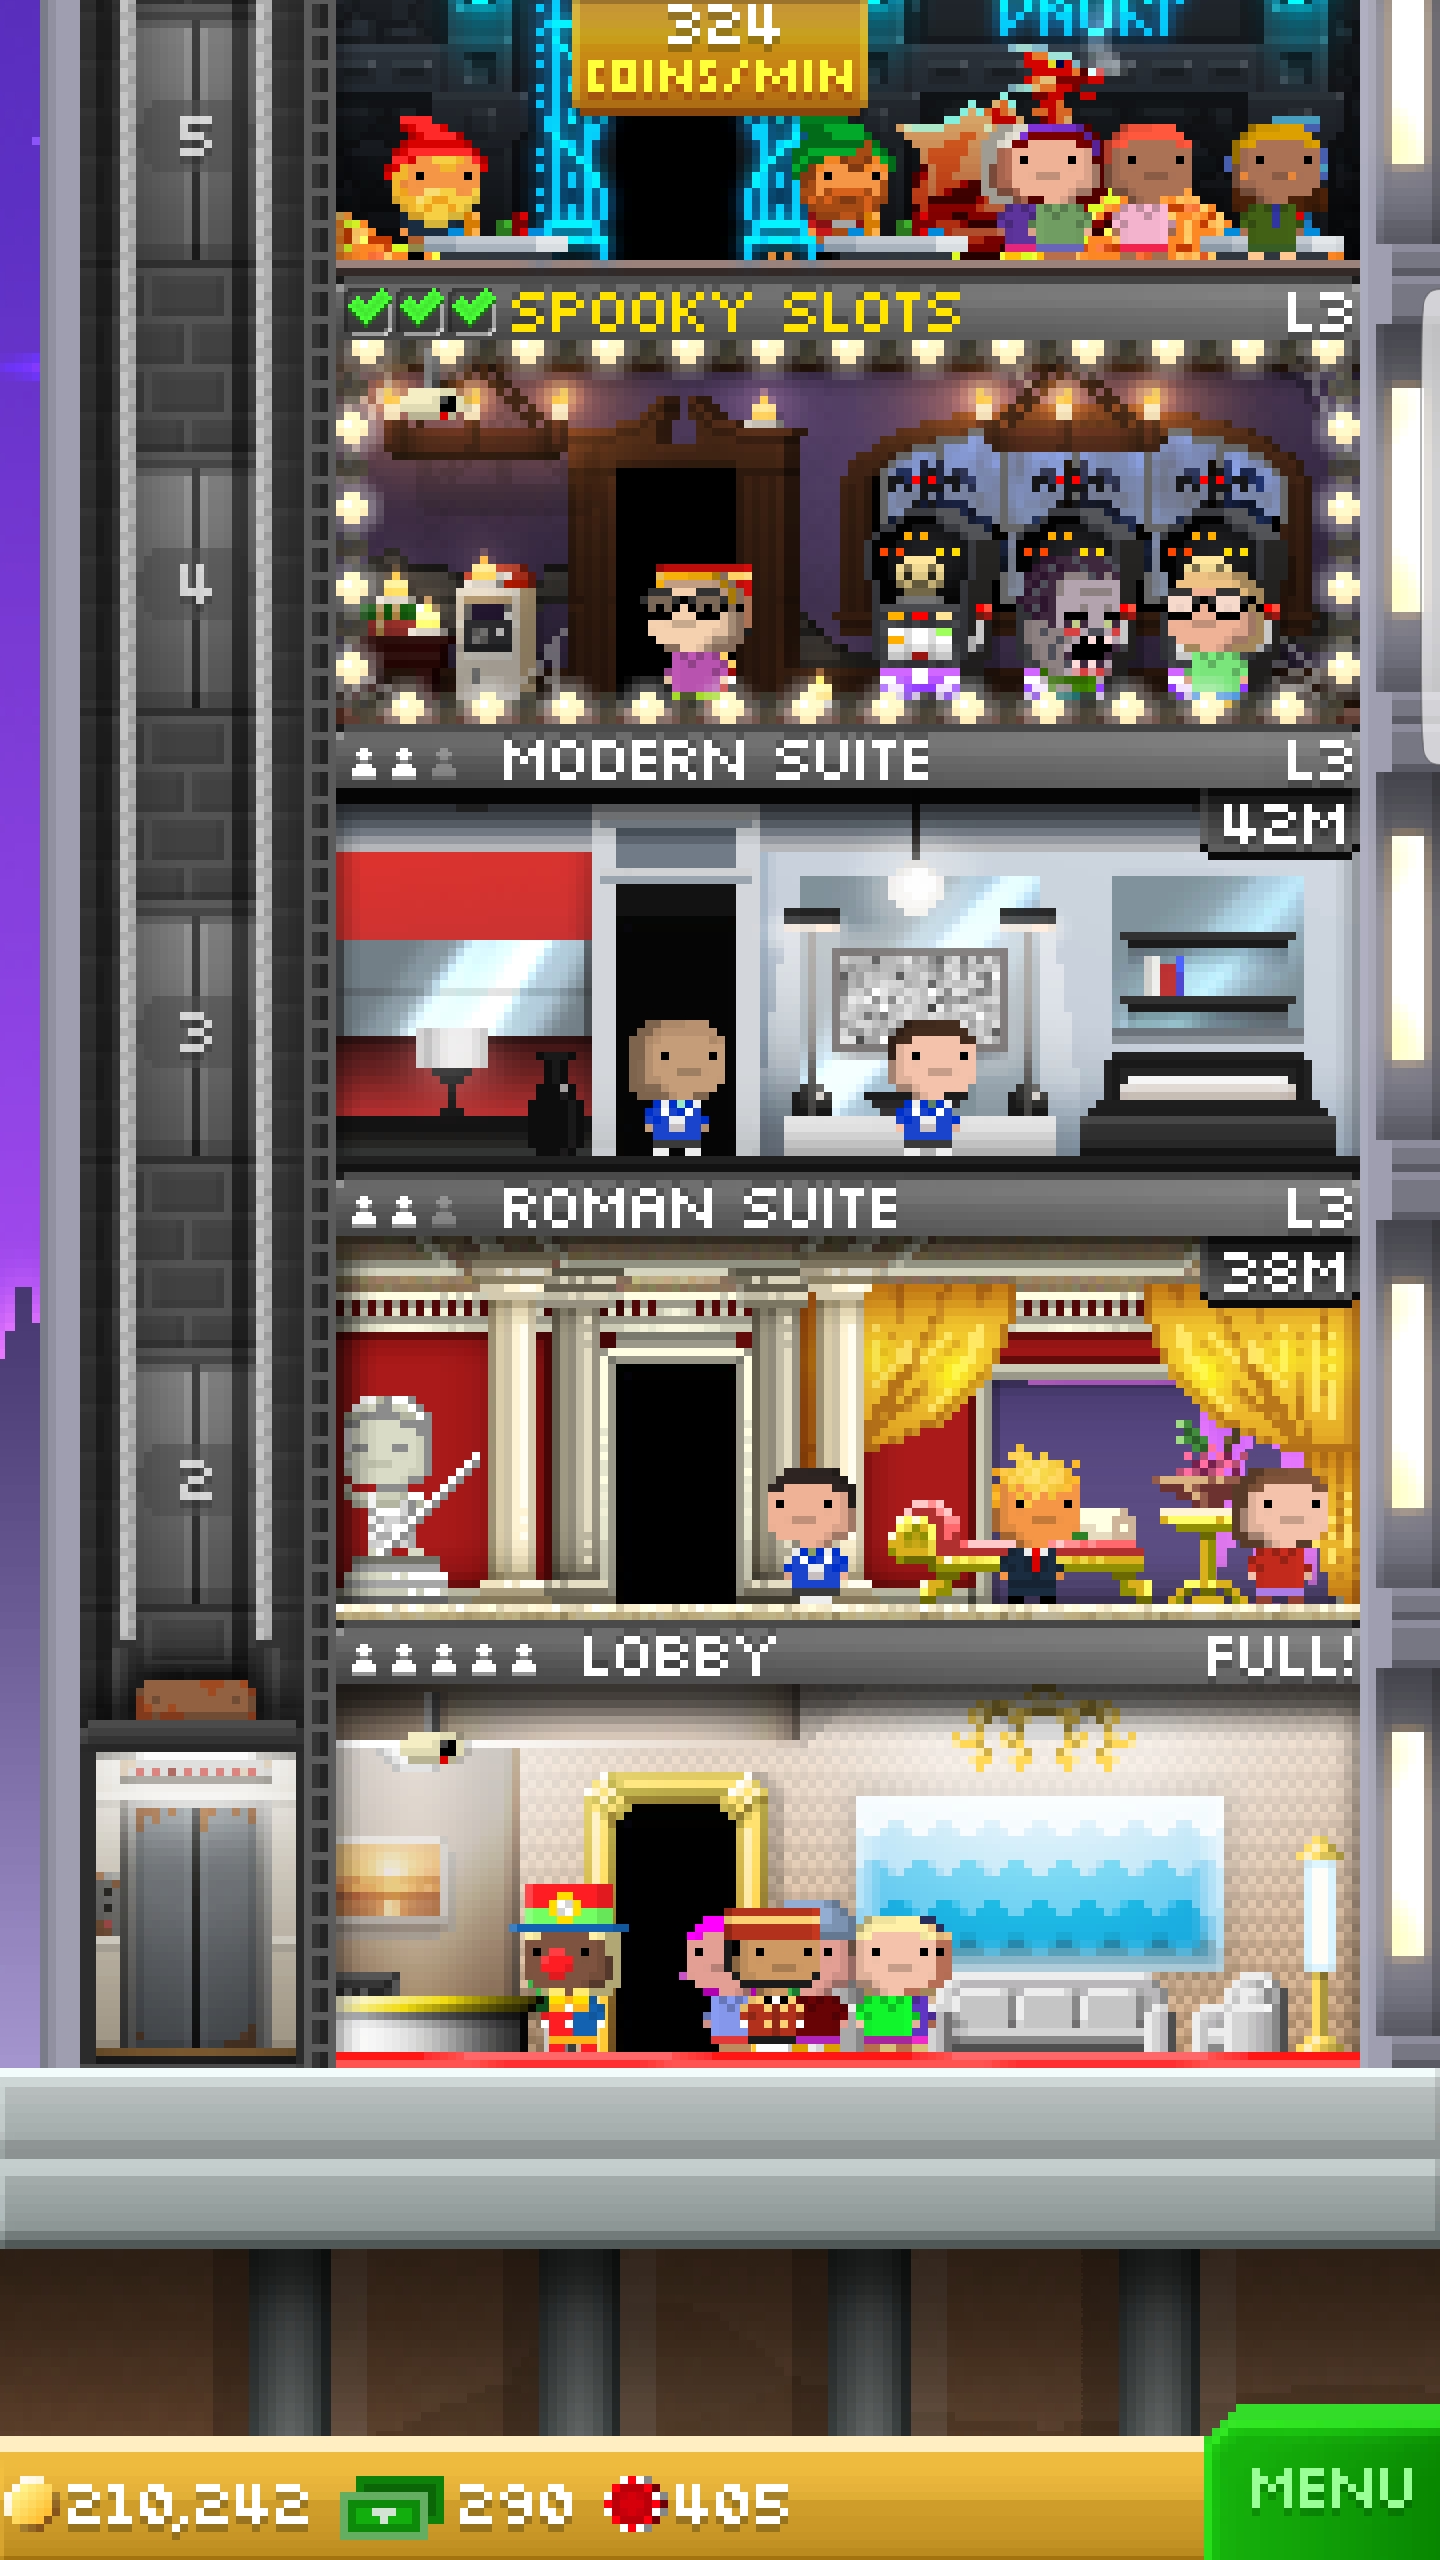 324
COINS/MIN
5
SPOOKY SLOTS L3
4
MODERN SUITE L3
42M
3
ROMAN SUITE L3
38M
2
LOBBY FULL!
210,242 290 405
MENU